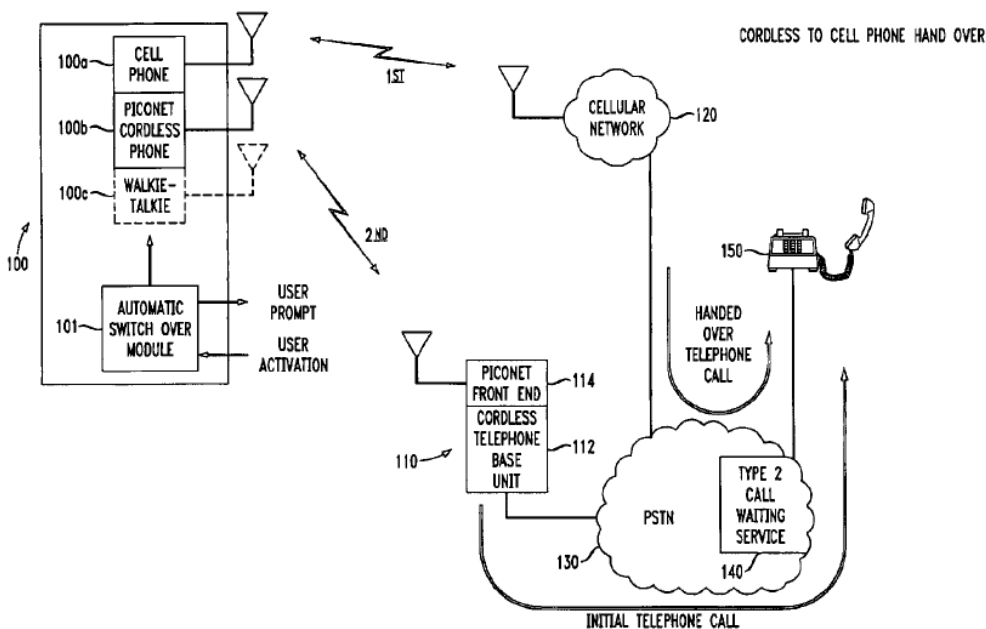 CORDLESS TO CELL PHONE HAND OVER
100a
CELL
PHONE
100b
PICONET
CORDLESS
PHONE
100c
WALKIE-
TALKIE
100
101
AUTOMATIC
SWITCH OVER
MODULE
USER
PROMPT
USER
ACTIVATION
1ST
2ND
CELLULAR
NETWORK
120
150
HANDED
OVER
TELEPHONE
CALL
PICONET
FRONT END
114
CORDLESS
TELEPHONE
BASE
UNIT
112
110
PSTN
130
TYPE 2
CALL
WAITING
SERVICE
140
INITIAL TELEPHONE CALL